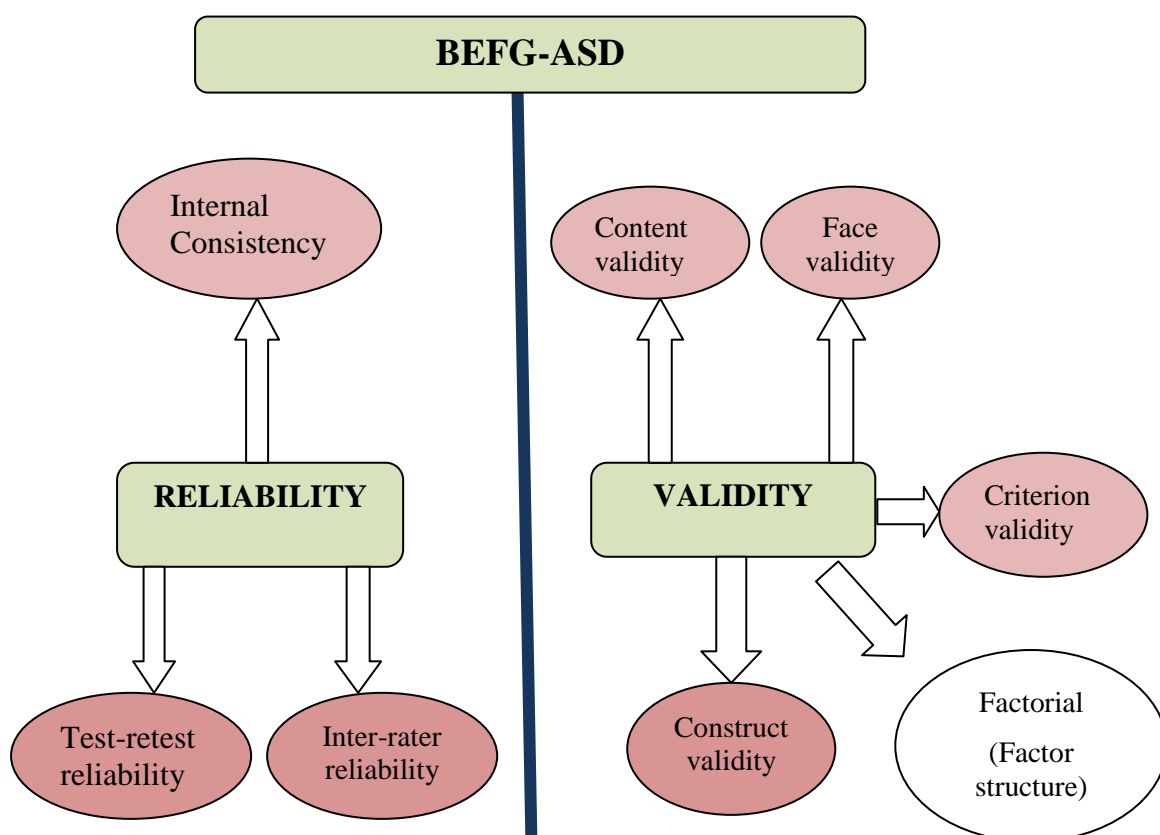 BEFG-ASD
Internal
Consistency
Content
validity
Face
validity
RELIABILITY
VALIDITY
Criterion
validity
Test-retest
reliability
Inter-rater
reliability
Construct
validity
Factorial
(Factor
structure)